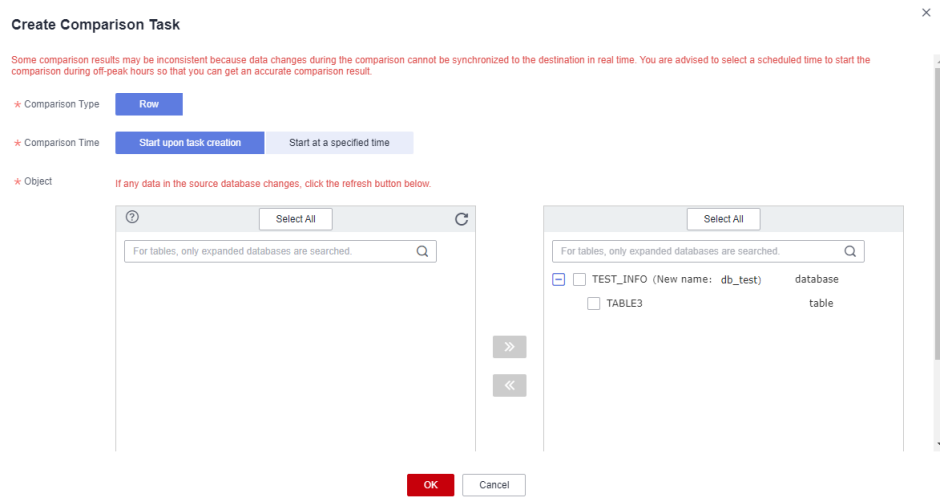 Create Comparison Task
Some comparison results may be inconsistent because data changes during the comparison cannot be synchronized to the destination in real time. You are advised to select a scheduled time to start the
comparison during off-peak hours so that you can get an accurate comparison result.
* Comparison Type Row
* Comparison Time Start upon task creation Start at a specified time
* Object If any data in the source database changes, click the refresh button below.
Select All
For tables, only expanded databases are searched.
Select All
For tables, only expanded databases are searched.
TEST_INFO (New name: db_test) database
TABLE3 table
OK Cancel